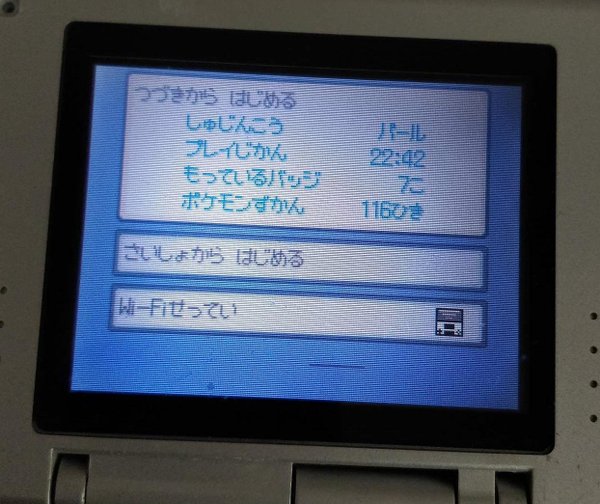 つづきから はじめる
しゅじんこう パール
プレイじかん 22:42
もっているバッジ 7こ
ポケモンずかん 116ひき
さいしょから はじめる
Wi-Fiせってい